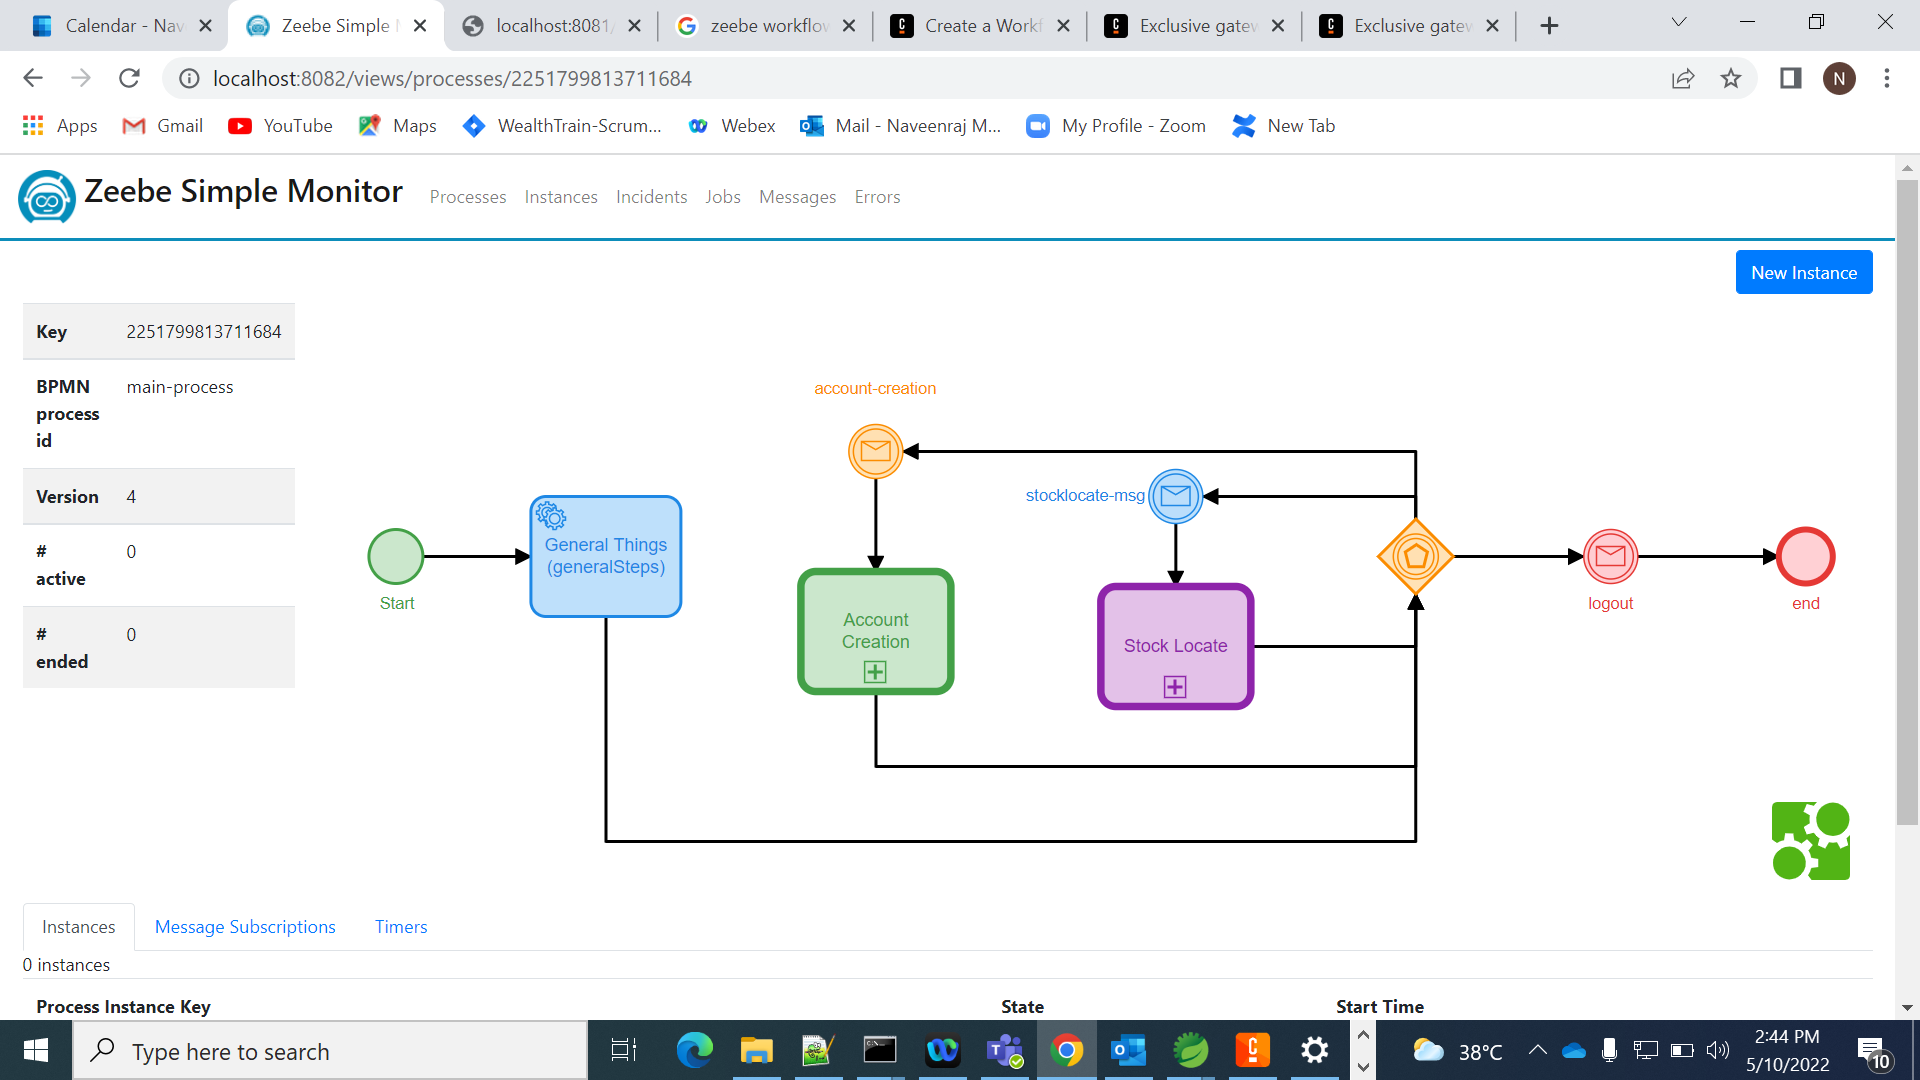 Calendar - Nav
Zeebe Simple M
localhost:8081/
zeebe workflow
Create a Workf
Exclusive gatew
Exclusive gatew
localhost:8082/views/processes/2251799813711684
N
Apps
Gmail
YouTube
Maps
WealthTrain-Scrum...
Webex
Mail - Naveenraj M...
My Profile - Zoom
New Tab
Zeebe Simple Monitor
Processes
Instances
Incidents
Jobs
Messages
Errors
New Instance
Key 2251799813711684
BPMN process id main-process
Version 4
# active 0
# ended 0
account-creation
stocklocate-msg
General Things
(generalSteps)
Start
Account
Creation
Stock Locate
logout
end
Instances
Message Subscriptions
Timers
0 instances
Process Instance Key
State
Start Time
Type here to search
38°C
2:44 PM
5/10/2022
10